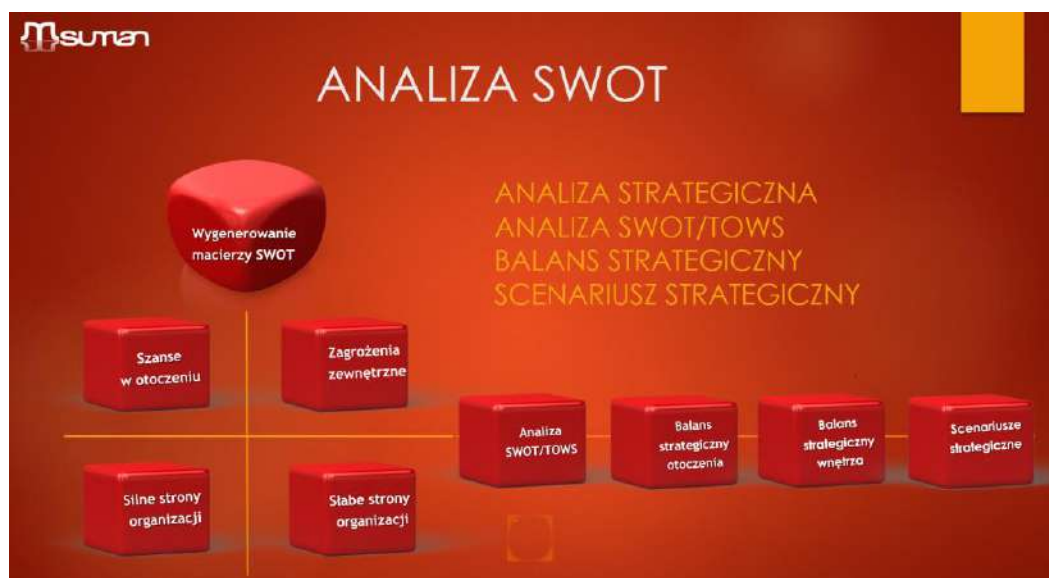 msuman
ANALIZA SWOT
ANALIZA STRATEGICZNA
ANALIZA SWOT/TOWS
BALANS STRATEGICZNY
SCENARIUSZ STRATEGICZNY
Wygenerowanie
macierzy SWOT
Szanse
w otoczeniu
Zagrożenia
zewnętrzne
Silne strony
organizacji
Słabe strony
organizacji
Analiza
SWOT/TOWS
Balans
strategiczny
otoczenia
Balans
strategiczny
wnętrza
Scenariusze
strategiczne